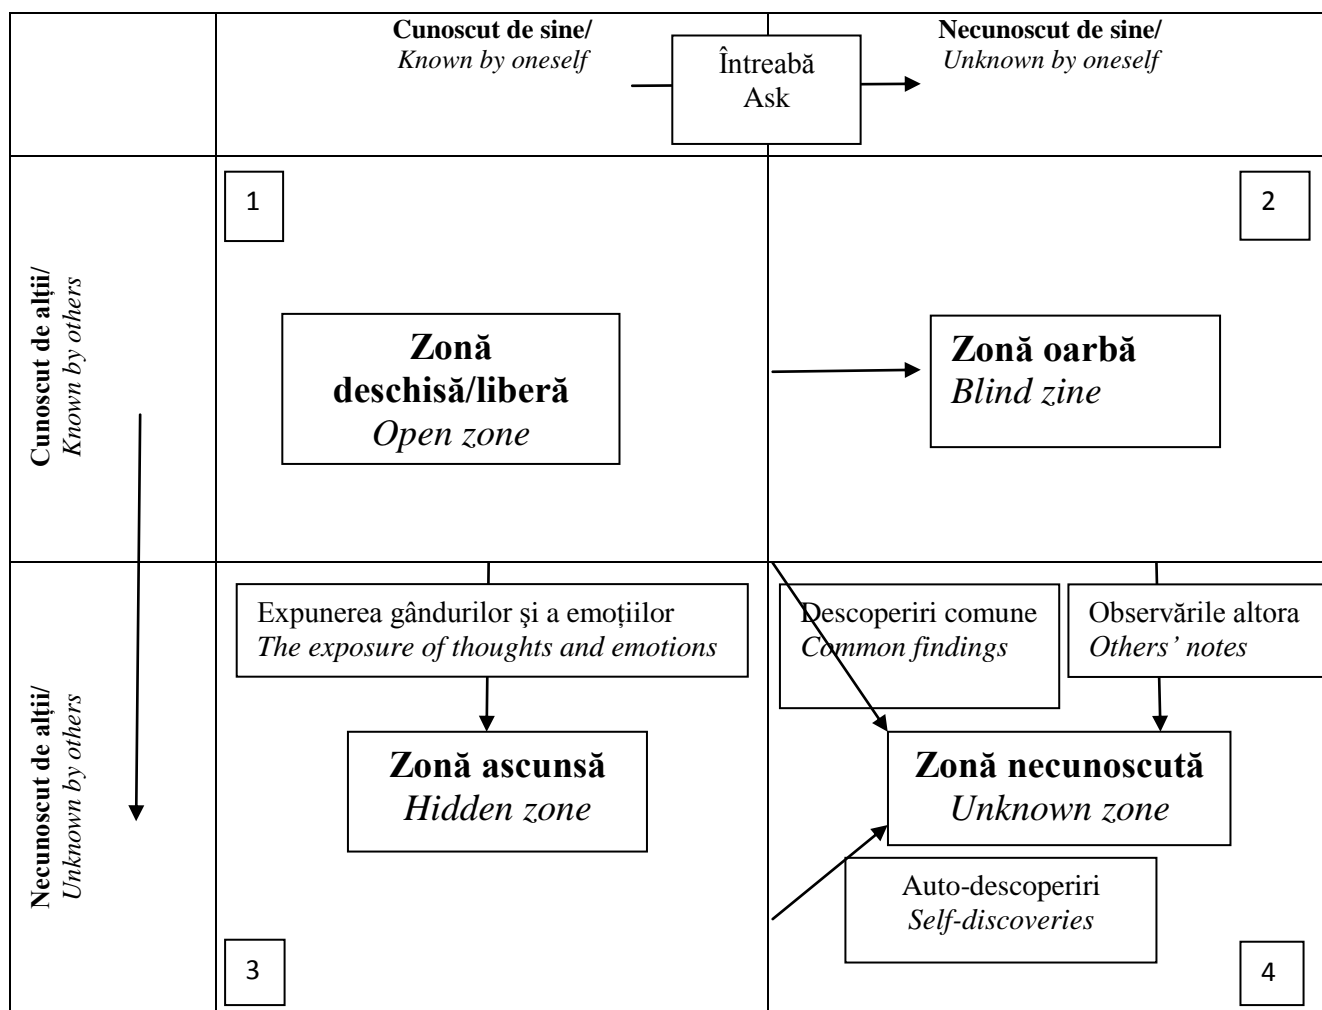 Cunoscut de sine/
Known by oneself
Întreabă
Ask
Necunoscut de sine/
Unknown by oneself
Cunoscut de alții/
Known by others
1
Zonă
deschisă/liberă
Open zone
2
Zonă oarbă
Blind zine
Necunoscut de alții/
Unknown by others
Expunerea gândurilor şi a emoțiilor
The exposure of thoughts and emotions
Zonă ascunsă
Hidden zone
3
Descoperiri comune
Common findings
Observările altora
Others’ notes
Zonă necunoscută
Unknown zone
Auto-descoperiri
Self-discoveries
4